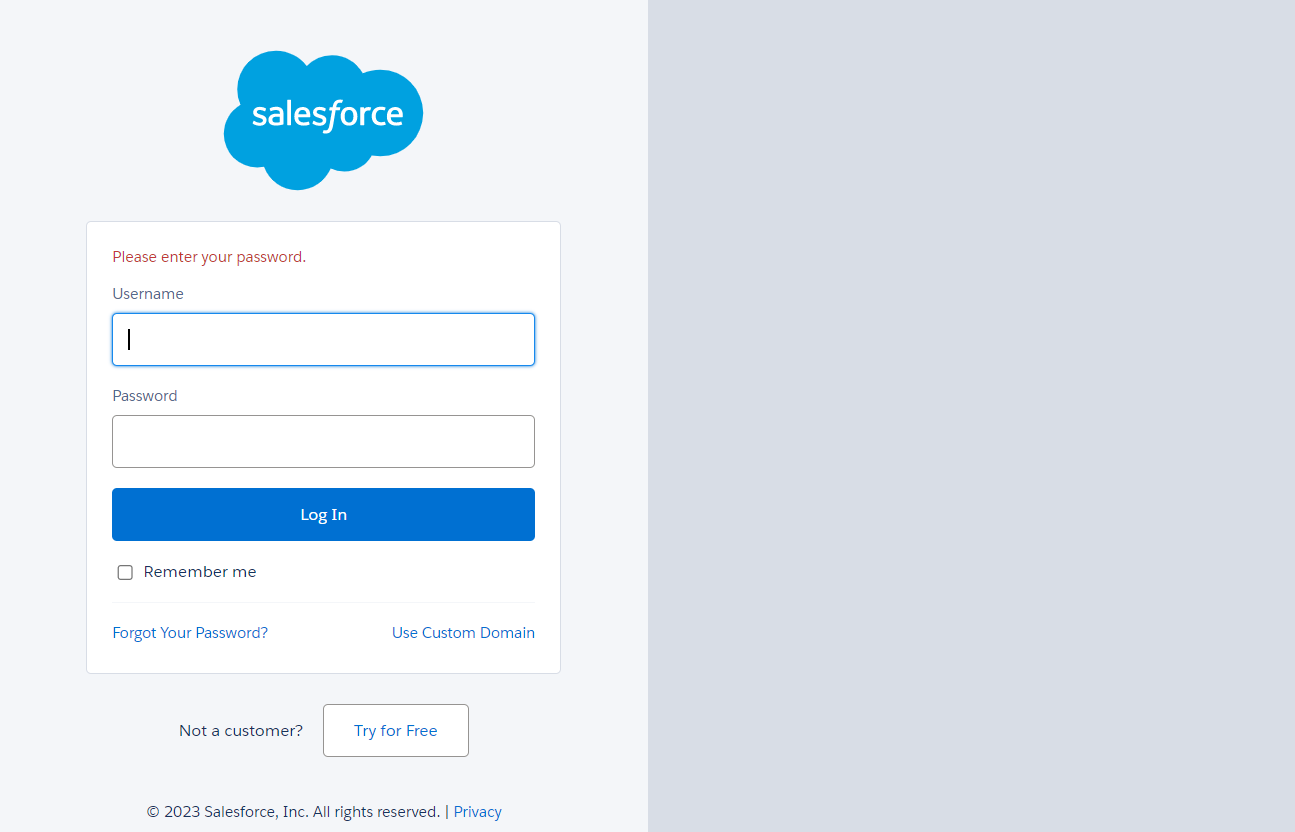 salesforce
Please enter your password.
Username
Password
Log In
Remember me
Forgot Your Password? Use Custom Domain
Not a customer? Try for Free
© 2023 Salesforce, Inc. All rights reserved. | Privacy